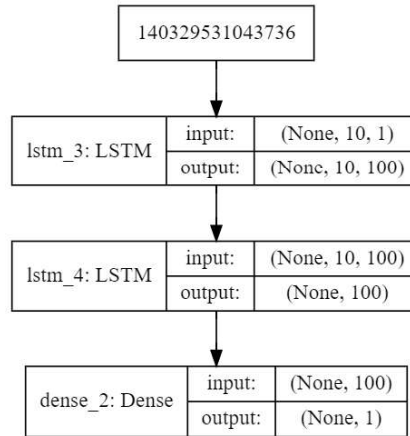 140329531043736
lstm_3: LSTM
input: (None, 10, 1)
output: (None, 10, 100)
lstm_4: LSTM
input: (None, 10, 100)
output: (None, 100)
dense_2: Dense
input: (None, 100)
output: (None, 1)